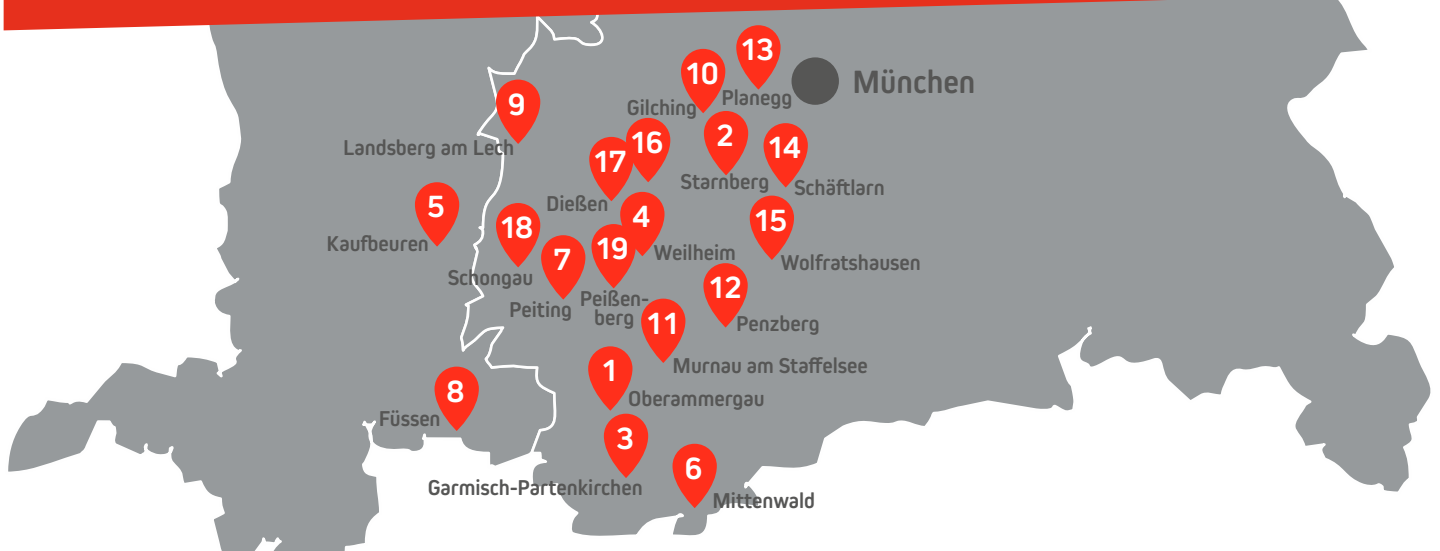 13
10
München
Planegg
9
Gilching
2
16
14
Landsberg am Lech
17
Starnberg
Schäftlarn
5
Dießen
4
15
18
Kaufbeuren
19
7
Weilheim
Wolfratshausen
Schongau
12
Peißen-
berg
Peiting
11
Penzberg
Murnau am Staffelsee
1
8
Oberammergau
Füssen
3
6
Garmisch-Partenkirchen
Mittenwald